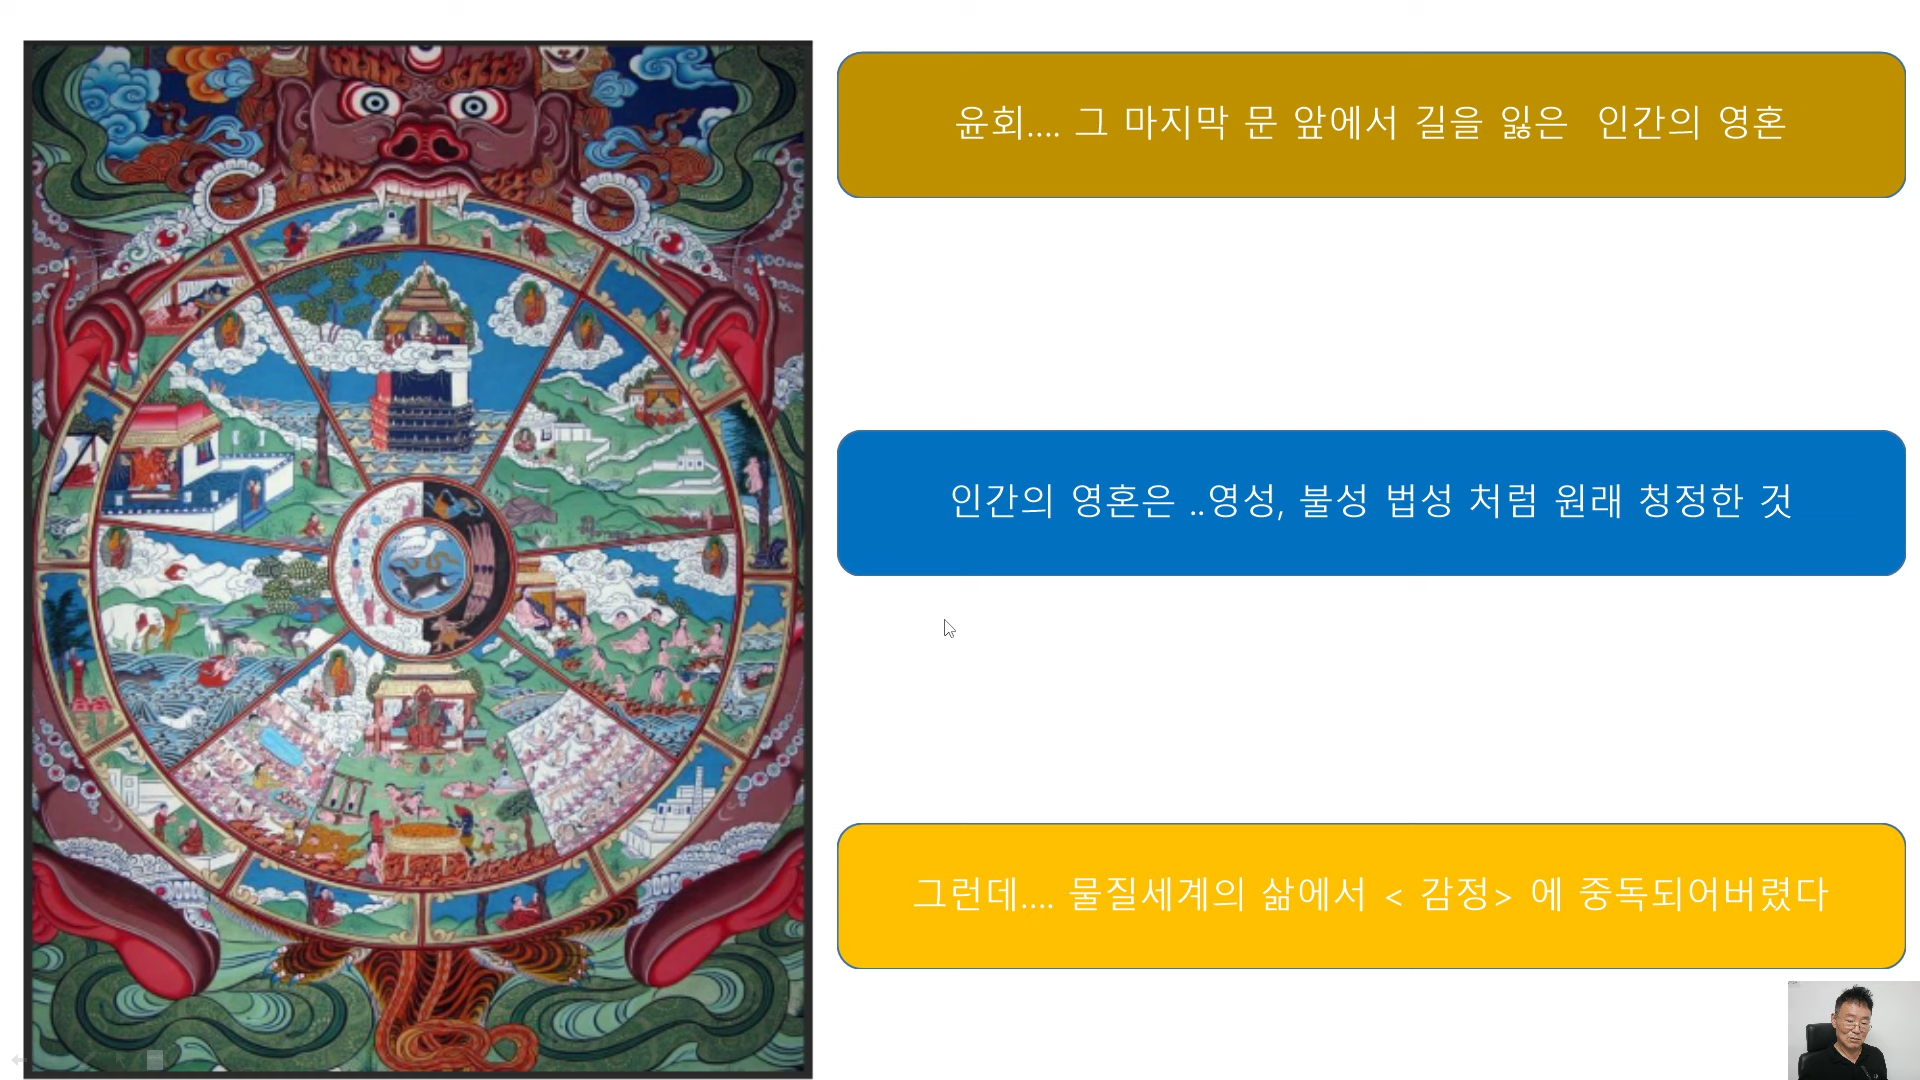 윤회.... 그 마지막 문 앞에서 길을 잃은 인간의 영혼
인간의 영혼은 ..영성, 불성 법성 처럼 원래 청정한 것
그런데.... 물질세계의 삶에서 < 감정> 에 중독되어버렸다